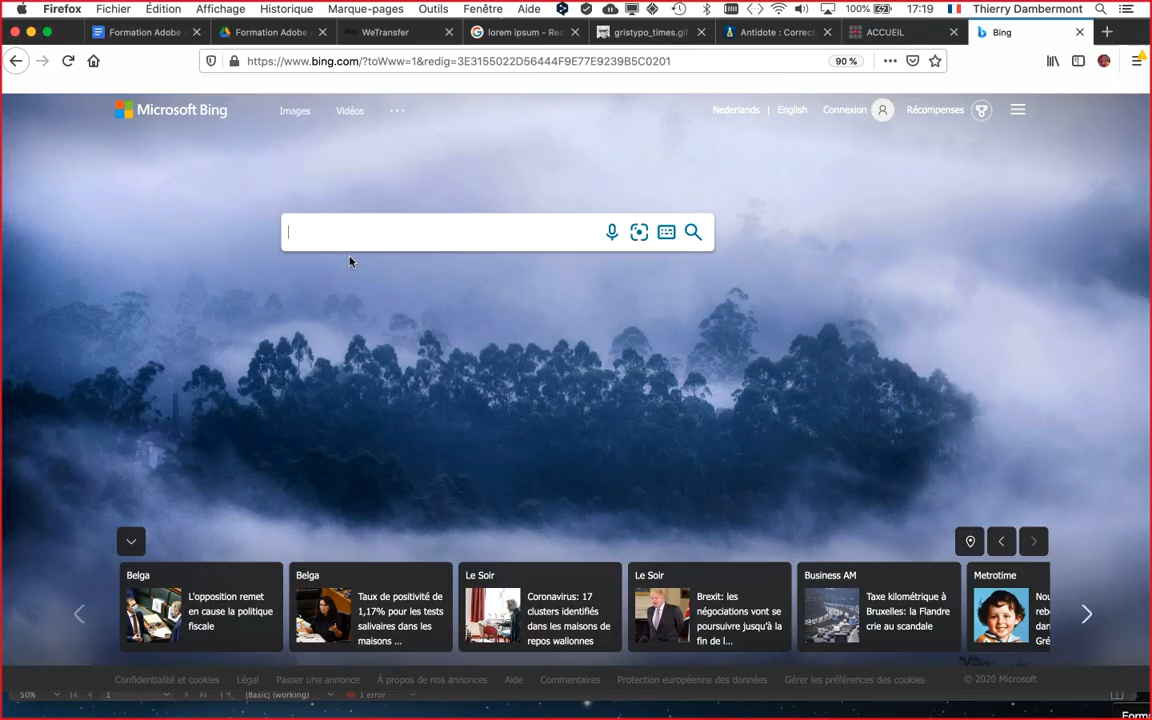 Firefox Fichier Édition Affichage Historique Marque-pages Outils Fenêtre Aide 100% 17:19 Thierry Dambermont
Formation Adobe Formation Adobe WeTransfer lorem ipsum - Rec gristypo_times.gif Antidote : Correct ACCUEIL Bing
https://www.bing.com/?toWww=1&redig=3E3155022D56444F9E77E9239B5C0201 90 %
Microsoft Bing Images Vidéos Nederlands | English Connexion Récompenses
Belga
L'opposition remet
en cause la politique
fiscale
Belga
Taux de positivité de
1,17% pour les tests
salivaires dans les
maisons ...
Le Soir
Coronavirus: 17
clusters identifiés
dans les maisons de
repos wallonnes
Le Soir
Brexit: les
négociations vont se
poursuivre jusqu'à la
fin de l...
Business AM
Taxe kilométrique à
Bruxelles: la Flandre
crie au scandale
Metrotime
Nou
reb
dan
Gré
Confidentialité et cookies Légal Passer une annonce À propos de nos annonces Aide Commentaires Protection européenne des données Gérer les préférences des cookies © 2020 Microsoft
50% 1 [Basic] (working) 1 error
Forma